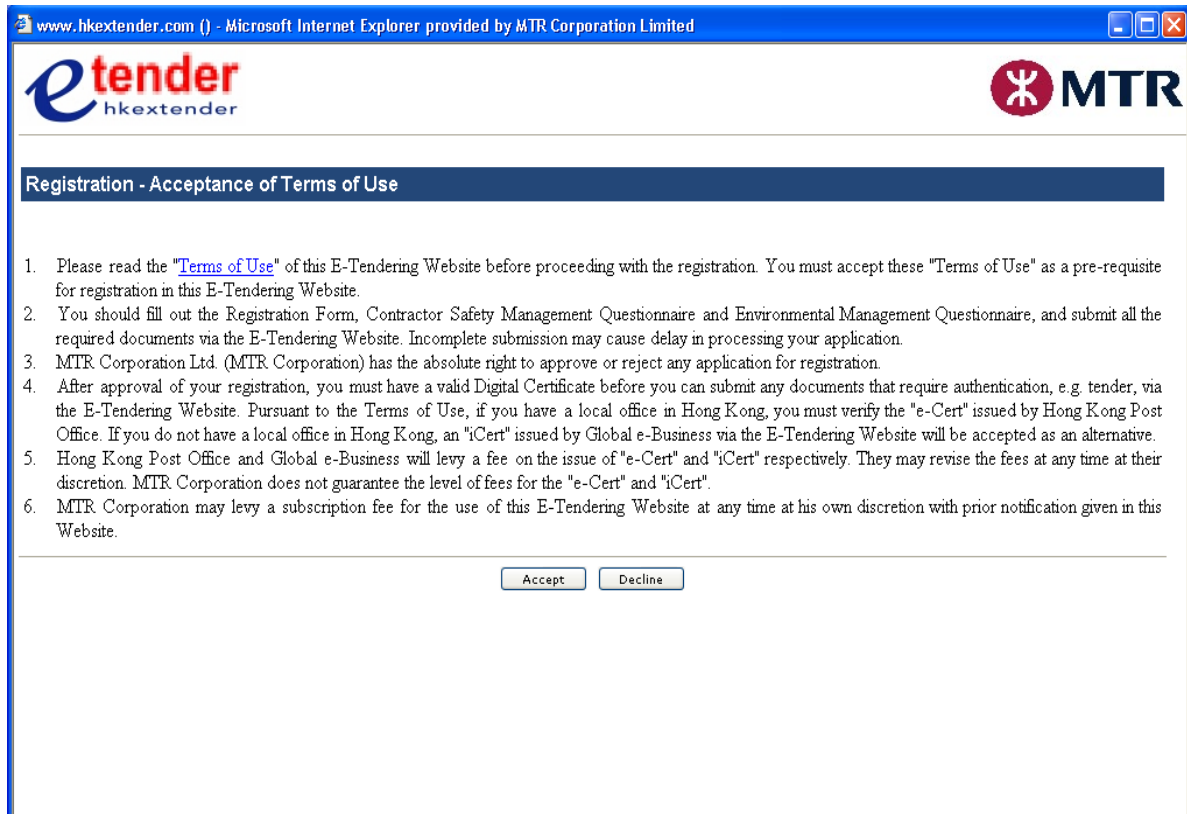 www.hkextender.com () - Microsoft Internet Explorer provided by MTR Corporation Limited
etender
hkextender
MTR
Registration - Acceptance of Terms of Use
1. Please read the "Terms of Use" of this E-Tendering Website before proceeding with the registration. You must accept these "Terms of Use" as a pre-requisite
for registration in this E-Tendering Website.
2. You should fill out the Registration Form, Contractor Safety Management Questionnaire and Environmental Management Questionnaire, and submit all the
required documents via the E-Tendering Website. Incomplete submission may cause delay in processing your application.
3. MTR Corporation Ltd. (MTR Corporation) has the absolute right to approve or reject any application for registration.
4. After approval of your registration, you must have a valid Digital Certificate before you can submit any documents that require authentication, e.g. tender, via
the E-Tendering Website. Pursuant to the Terms of Use, if you have a local office in Hong Kong, you must verify the "e-Cert" issued by Hong Kong Post
Office. If you do not have a local office in Hong Kong, an "iCert" issued by Global e-Business via the E-Tendering Website will be accepted as an alternative.
5. Hong Kong Post Office and Global e-Business will levy a fee on the issue of "e-Cert" and "iCert" respectively. They may revise the fees at any time at their
discretion. MTR Corporation does not guarantee the level of fees for the "e-Cert" and "iCert".
6. MTR Corporation may levy a subscription fee for the use of this E-Tendering Website at any time at his own discretion with prior notification given in this
Website.
Accept Decline